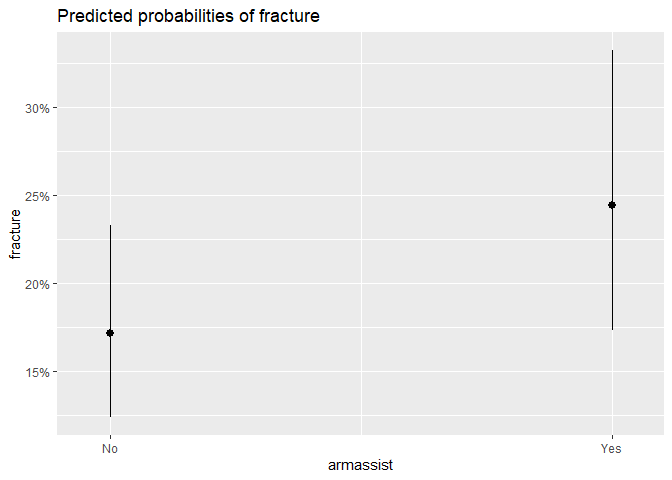 Predicted probabilities of fracture
30%
25%
20%
15%
fracture
No
Yes
armassist